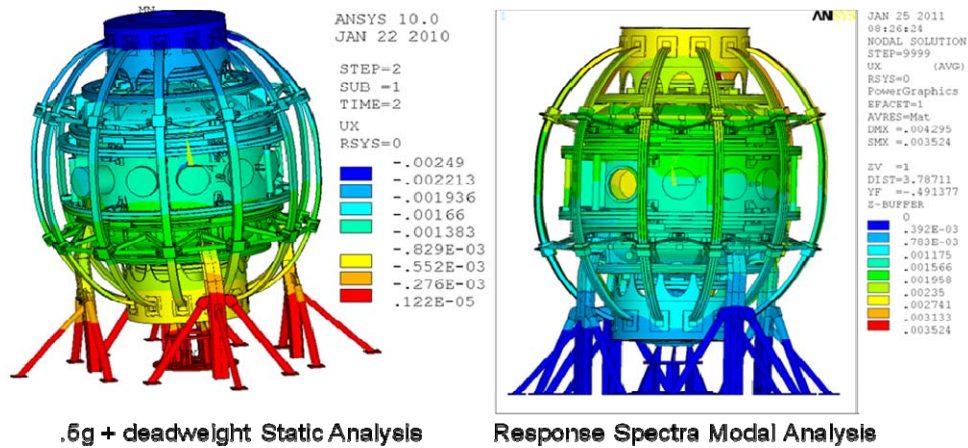 MN
ANSYS 10.0
JAN 22 2010
STEP=2
SUB =1
TIME=2
UX
RSYS=0
-.00249
-.002213
-.001936
-.00166
-.001383
-.829E-03
-.552E-03
-.276E-03
.122E-05
.5g + deadweight Static Analysis
1
JAN 25 2011
08:26:24
NODAL SOLUTION
STEP=9999
UX (AVG)
RSYS=0
PowerGraphics
EFACET=1
AVRES=Mat
DMX =.004295
SMX =.003524
ZV =1
DIST=3.78711
YF =-.491377
Z-BUFFER
0
.392E-03
.783E-03
.001175
.001566
.001958
.00235
.002741
.003133
.003524
Response Spectra Modal Analysis